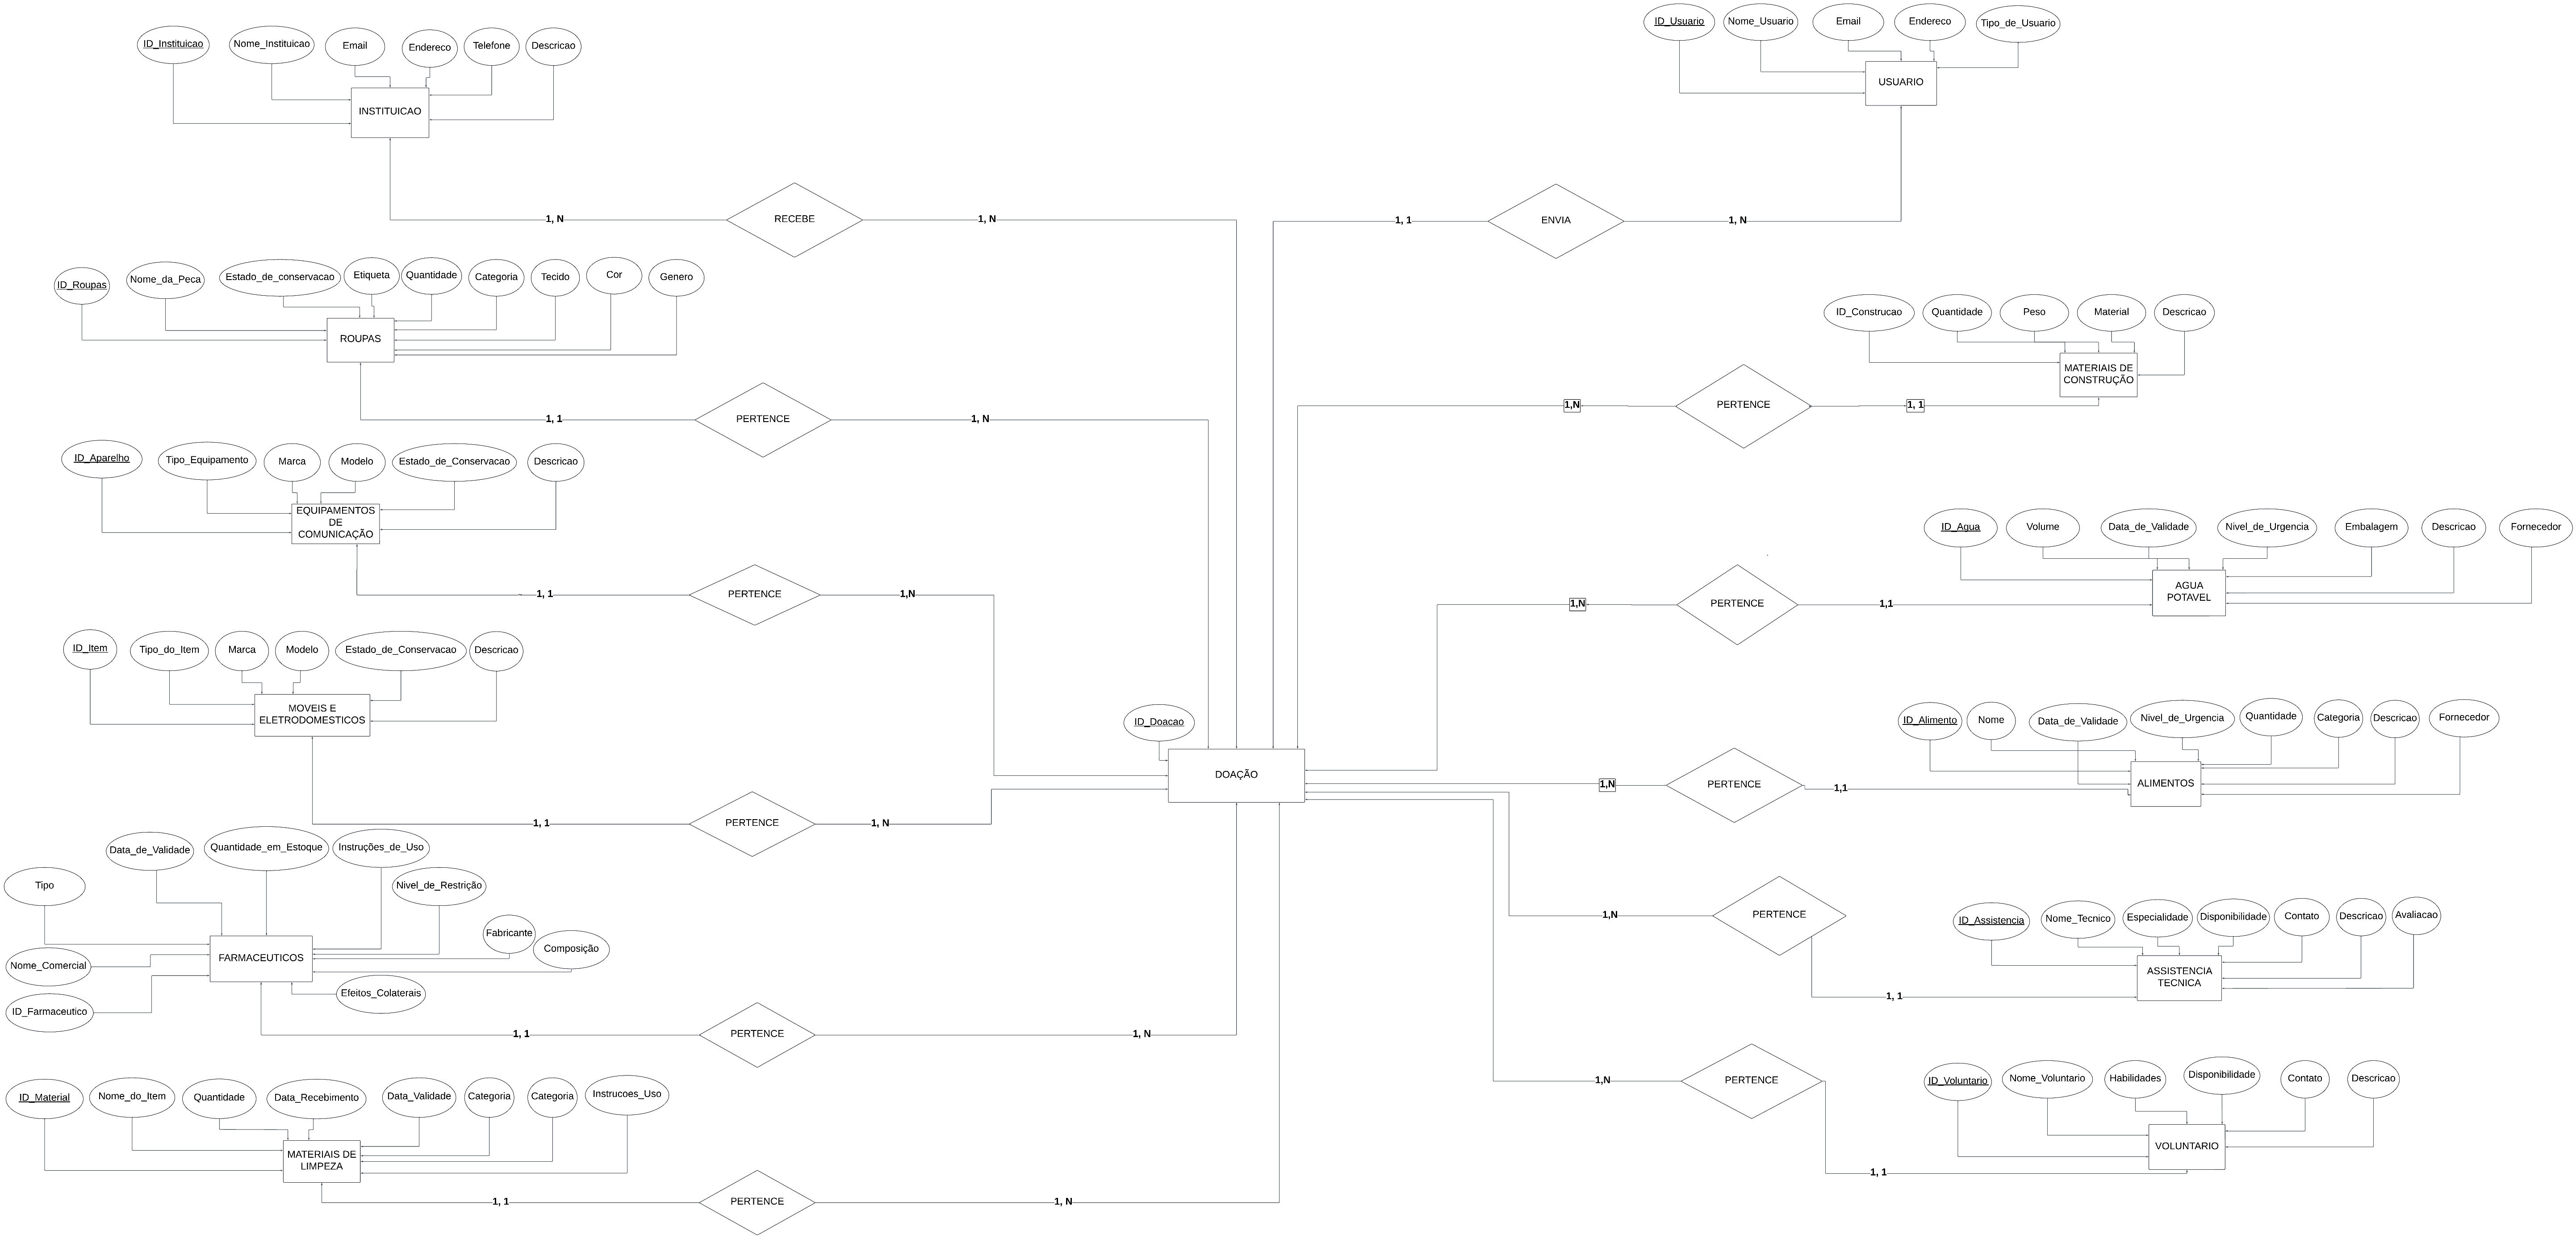 ID_Instituicao
Nome_Instituicao
Email
Endereco
Telefone
Descricao
INSTITUICAO
1, N
RECEBE
1, N
ID_Usuario
Nome_Usuario
Email
Endereco
Tipo_de_Usuario
USUARIO
1, 1
ENVIA
1, N
ID_Roupas
Nome_da_Peca
Estado_de_conservacao
Etiqueta
Quantidade
Categoria
Tecido
Cor
Genero
ROUPAS
1, 1
PERTENCE
1, N
ID_Construcao
Quantidade
Peso
Material
Descricao
MATERIAIS DE
CONSTRUÇÃO
1,N
PERTENCE
1, 1
ID_Aparelho
Tipo_Equipamento
Marca
Modelo
Estado_de_Conservacao
Descricao
EQUIPAMENTOS
DE
COMUNICAÇÃO
1, 1
PERTENCE
1,N
ID_Agua
Volume
Data_de_Validade
Nivel_de_Urgencia
Embalagem
Descricao
Fornecedor
AGUA
POTAVEL
1,N
PERTENCE
1,1
ID_Item
Tipo_do_Item
Marca
Modelo
Estado_de_Conservacao
Descricao
MOVEIS E
ELETRODOMESTICOS
1, 1
PERTENCE
1, N
ID_Doacao
DOAÇÃO
ID_Alimento
Nome
Data_de_Validade
Nivel_de_Urgencia
Quantidade
Categoria
Descricao
Fornecedor
ALIMENTOS
1,N
PERTENCE
1,1
Tipo
Data_de_Validade
Quantidade_em_Estoque
Instruções_de_Uso
Nivel_de_Restrição
Fabricante
Composição
Nome_Comercial
FARMACEUTICOS
Efeitos_Colaterais
ID_Farmaceutico
1, 1
PERTENCE
1, N
ID_Assistencia
Nome_Tecnico
Especialidade
Disponibilidade
Contato
Descricao
Avaliacao
ASSISTENCIA
TECNICA
1,N
PERTENCE
1, 1
ID_Material
Nome_do_Item
Quantidade
Data_Recebimento
Data_Validade
Categoria
Categoria
Instrucoes_Uso
MATERIAIS DE
LIMPEZA
1, 1
PERTENCE
1, N
ID_Voluntario
Nome_Voluntario
Habilidades
Disponibilidade
Contato
Descricao
VOLUNTARIO
1,N
PERTENCE
1, 1